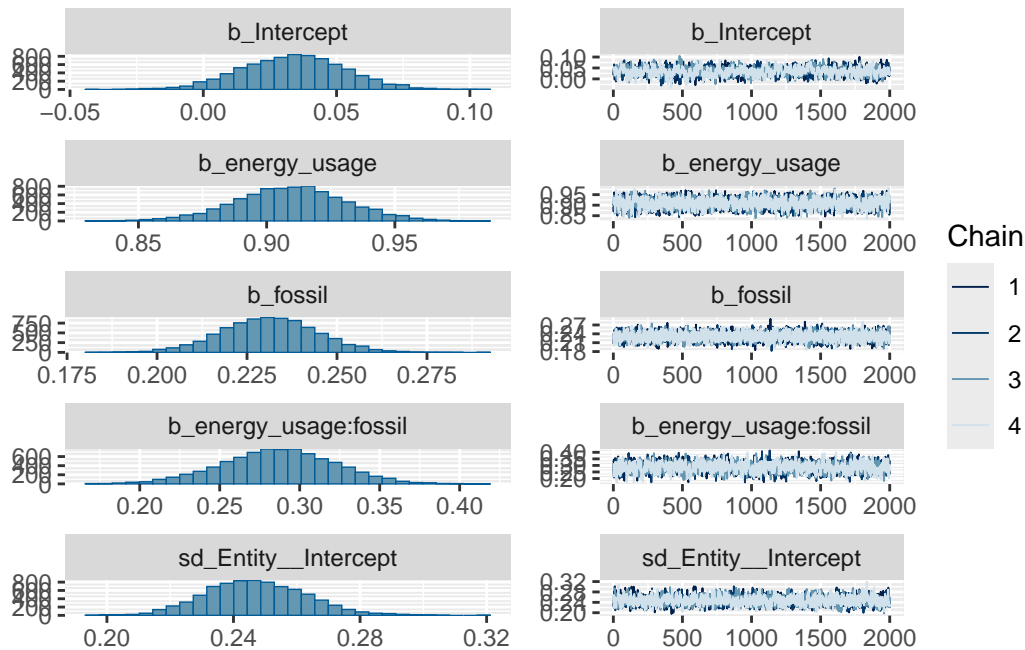 b_Intercept
800
0
−0.05 0.00 0.05 0.10
b_Intercept
0.10
0.05
0.00
0 500 1000 1500 2000
b_energy_usage
800
0
0.85 0.90 0.95
b_energy_usage
0.95
0.90
0.85
0 500 1000 1500 2000
b_fossil
750
500
250
0
0.175 0.200 0.225 0.250 0.275
b_fossil
0.27
0.24
0.21
0.18
0 500 1000 1500 2000
b_energy_usage:fossil
600
0
0.20 0.25 0.30 0.35 0.40
b_energy_usage:fossil
0.40
0.20
0 500 1000 1500 2000
sd_Entity__Intercept
800
0
0.20 0.24 0.28 0.32
sd_Entity__Intercept
0.32
0.28
0.24
0.20
0 500 1000 1500 2000
Chain
1
2
3
4